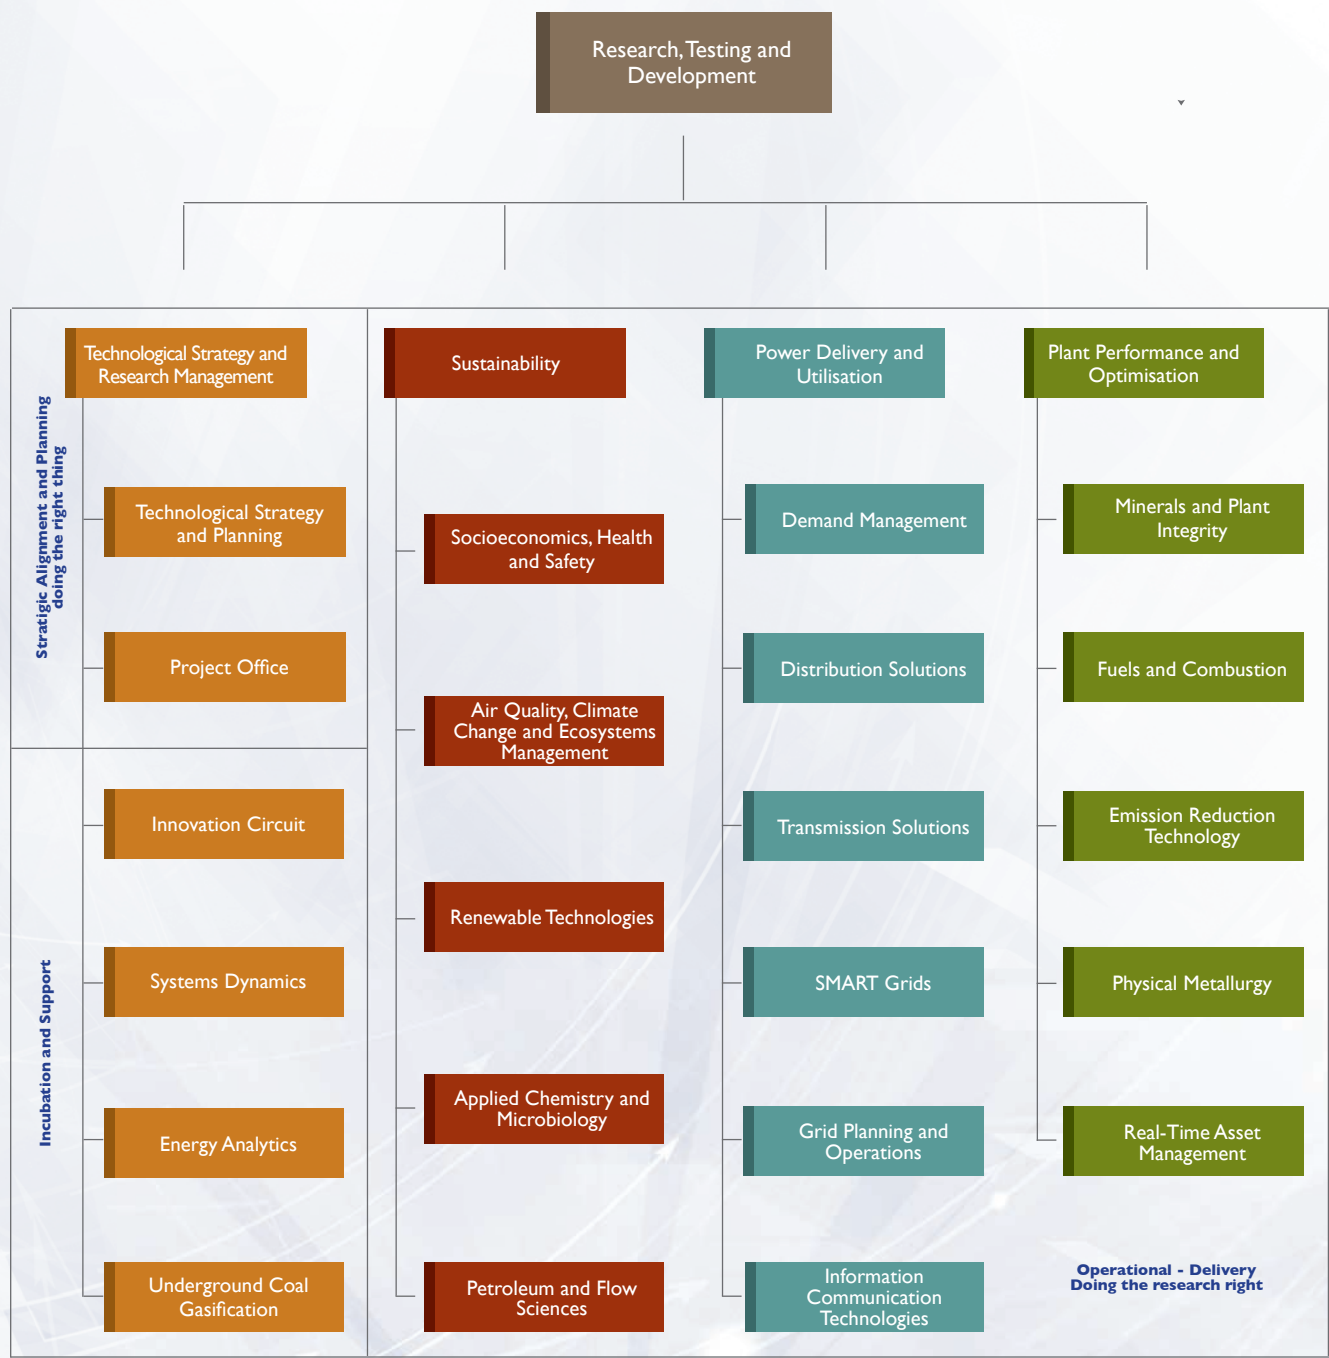 Research, Testing and
Development
Technological Strategy and
Research Management
Stratigic Alignment and Planning
doing the right thing
Technological Strategy
and Planning
Project Office
Incubation and Support
Innovation Circuit
Systems Dynamics
Energy Analytics
Underground Coal
Gasification
Sustainability
Socioeconomics, Health
and Safety
Air Quality, Climate
Change and Ecosystems
Management
Renewable Technologies
Applied Chemistry and
Microbiology
Petroleum and Flow
Sciences
Power Delivery and
Utilisation
Demand Management
Distribution Solutions
Transmission Solutions
SMART Grids
Grid Planning and
Operations
Information
Communication
Technologies
Plant Performance and
Optimisation
Minerals and Plant
Integrity
Fuels and Combustion
Emission Reduction
Technology
Physical Metallurgy
Real-Time Asset
Management
Operational - Delivery
Doing the research right